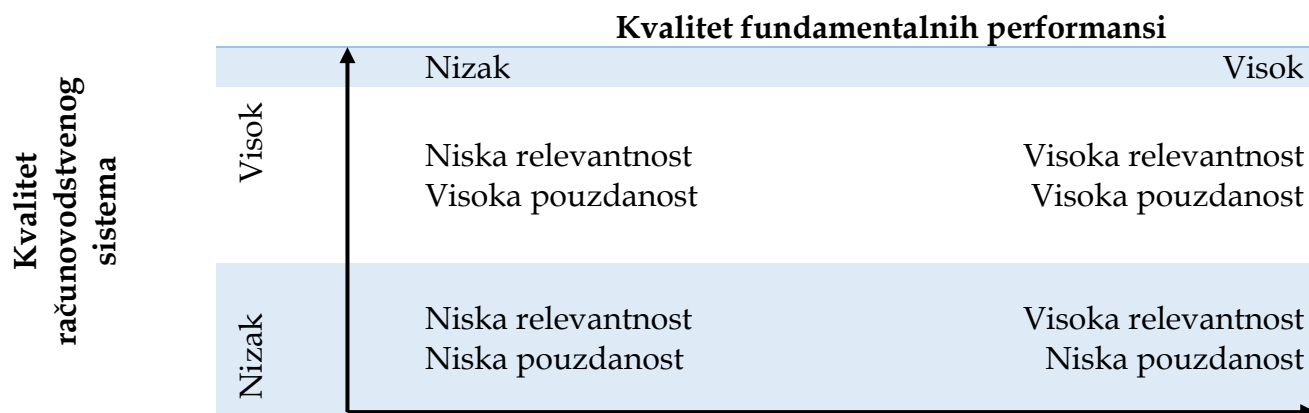 Kvalitet fundamentalnih performansi
Nizak Visok
Kvalitet
računovodstvenog
sistema
Visok
Niska relevantnost Visoka relevantnost
Visoka pouzdanost Visoka pouzdanost
Nizak
Niska relevantnost Visoka relevantnost
Niska pouzdanost Niska pouzdanost